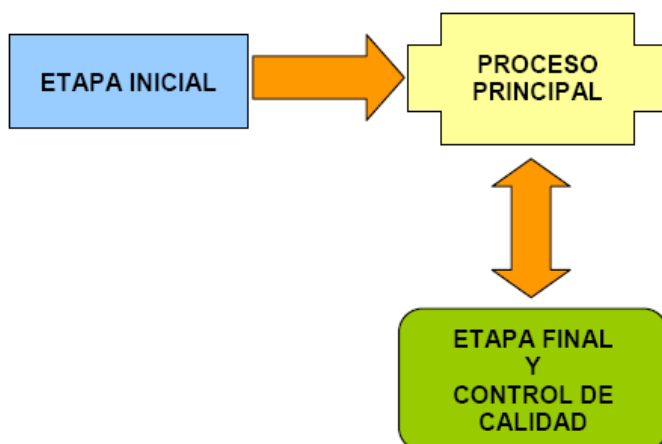 ETAPA INICIAL
PROCESO
PRINCIPAL
ETAPA FINAL
Y
CONTROL DE
CALIDAD